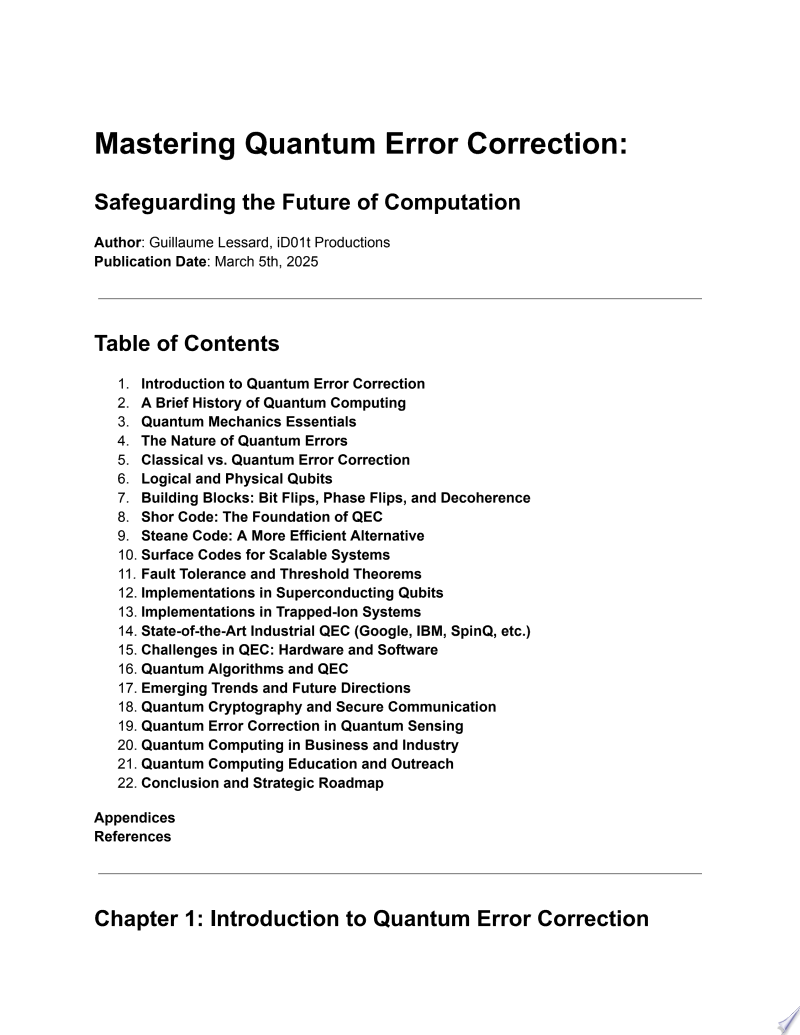 Mastering Quantum Error Correction:
Safeguarding the Future of Computation
Author: Guillaume Lessard, iD01t Productions
Publication Date: March 5th, 2025
Table of Contents
1. Introduction to Quantum Error Correction
2. A Brief History of Quantum Computing
3. Quantum Mechanics Essentials
4. The Nature of Quantum Errors
5. Classical vs. Quantum Error Correction
6. Logical and Physical Qubits
7. Building Blocks: Bit Flips, Phase Flips, and Decoherence
8. Shor Code: The Foundation of QEC
9. Steane Code: A More Efficient Alternative
10. Surface Codes for Scalable Systems
11. Fault Tolerance and Threshold Theorems
12. Implementations in Superconducting Qubits
13. Implementations in Trapped-Ion Systems
14. State-of-the-Art Industrial QEC (Google, IBM, SpinQ, etc.)
15. Challenges in QEC: Hardware and Software
16. Quantum Algorithms and QEC
17. Emerging Trends and Future Directions
18. Quantum Cryptography and Secure Communication
19. Quantum Error Correction in Quantum Sensing
20. Quantum Computing in Business and Industry
21. Quantum Computing Education and Outreach
22. Conclusion and Strategic Roadmap
Appendices
References
Chapter 1: Introduction to Quantum Error Correction